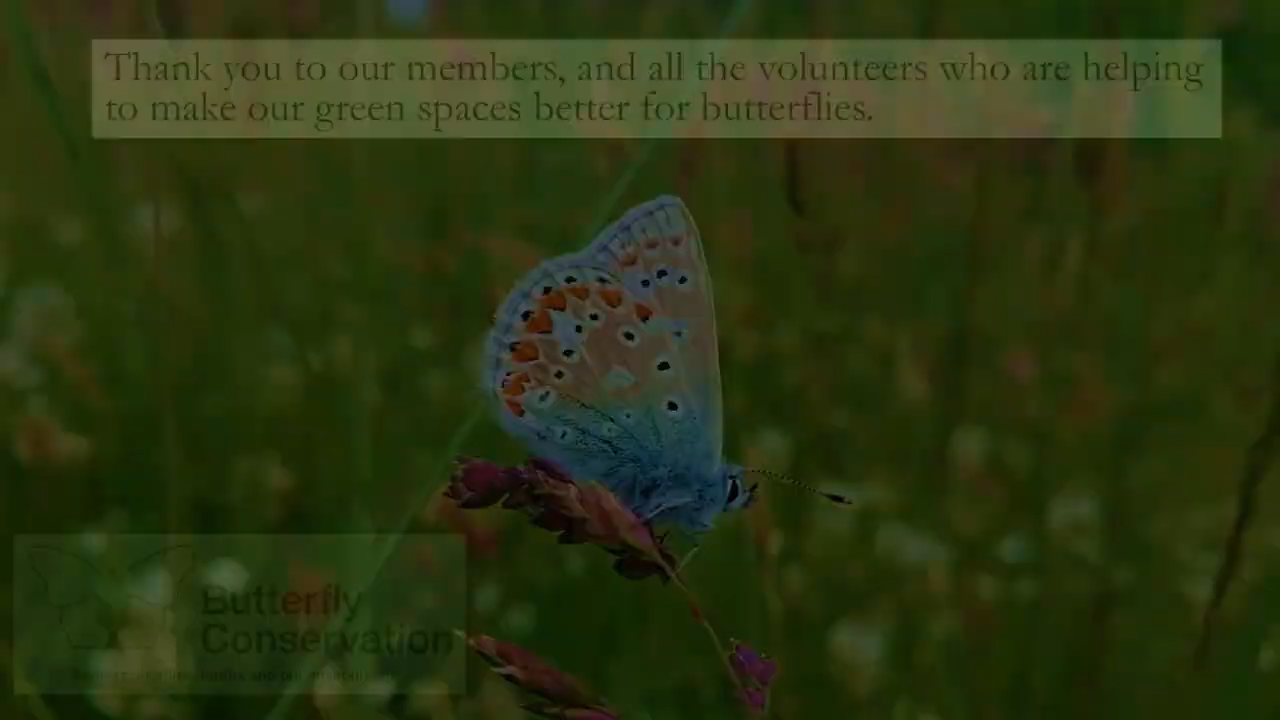 Thank you to our members, and all the volunteers who are helping
to make our green spaces better for butterflies.
Butterfly
Conservation